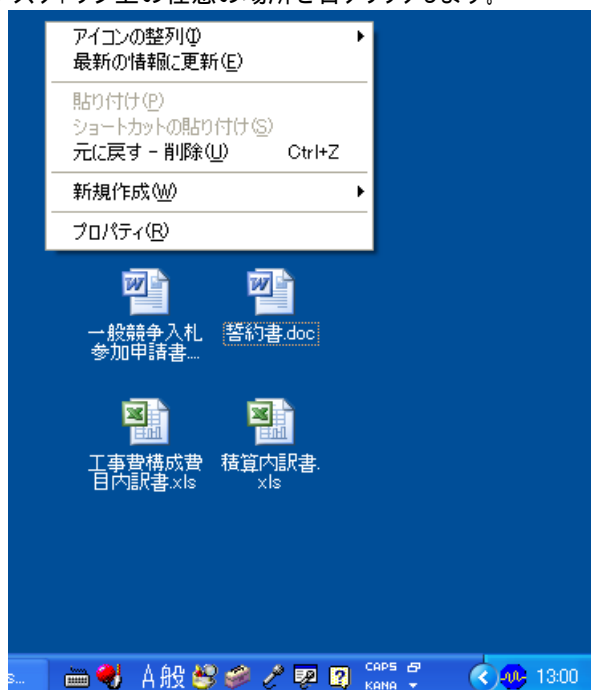 アイコンの整列(I)
最新の情報に更新(E)
貼り付け(P)
ショートカットの貼り付け(S)
元に戻す - 削除(U) Ctrl+Z
新規作成(W)
プロパティ(R)
一般競争入札
参加申請書...
誓約書.doc
工事費構成費
目内訳書.xls
積算内訳書.
xls
s...
A 般
CAPS
KANA
13:00